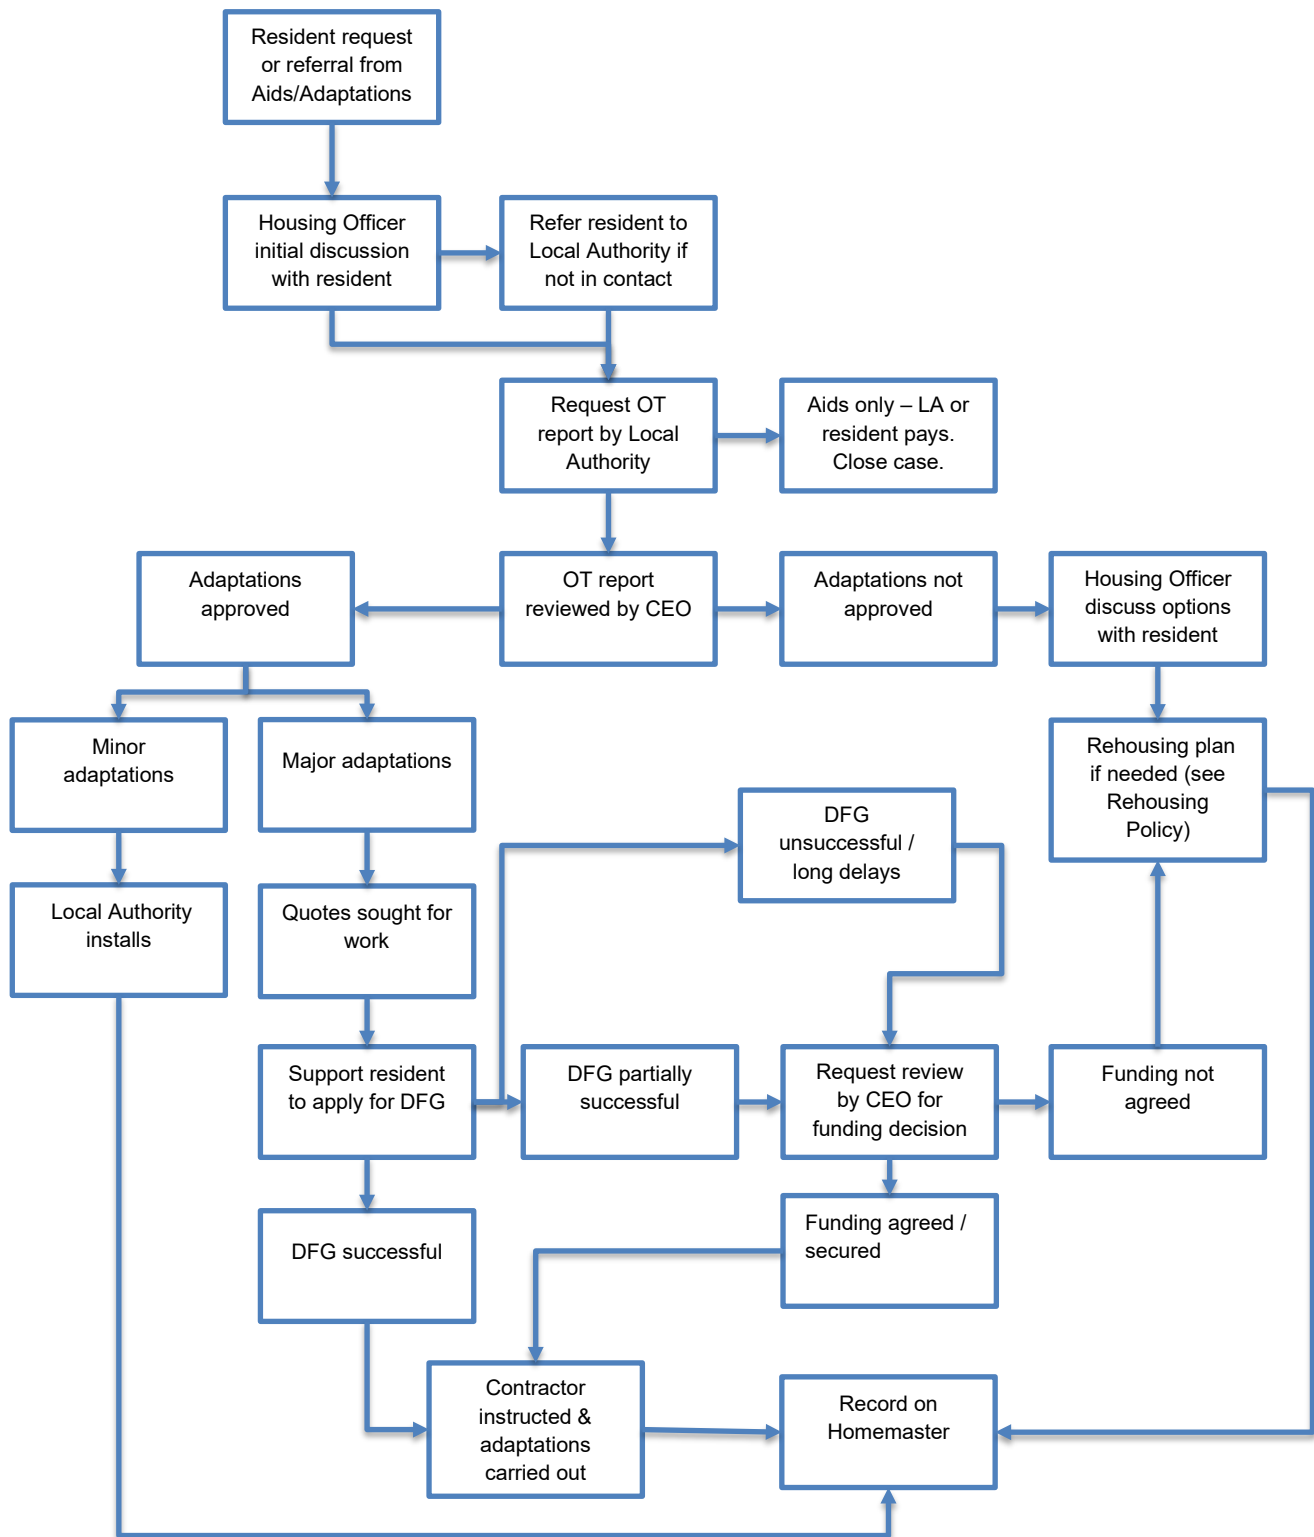 Resident request
or referral from
Aids/Adaptations
Housing Officer
initial discussion
with resident
Refer resident to
Local Authority if
not in contact
Request OT
report by Local
Authority
Aids only – LA or
resident pays.
Close case.
Adaptations
approved
OT report
reviewed by CEO
Adaptations not
approved
Housing Officer
discuss options
with resident
Minor
adaptations
Major adaptations
Rehousing plan
if needed (see
Rehousing
Policy)
DFG
unsuccessful /
long delays
Local Authority
installs
Quotes sought for
work
Support resident
to apply for DFG
DFG partially
successful
Request review
by CEO for
funding decision
Funding not
agreed
DFG successful
Funding agreed /
secured
Contractor
instructed &
adaptations
carried out
Record on
Homemaster